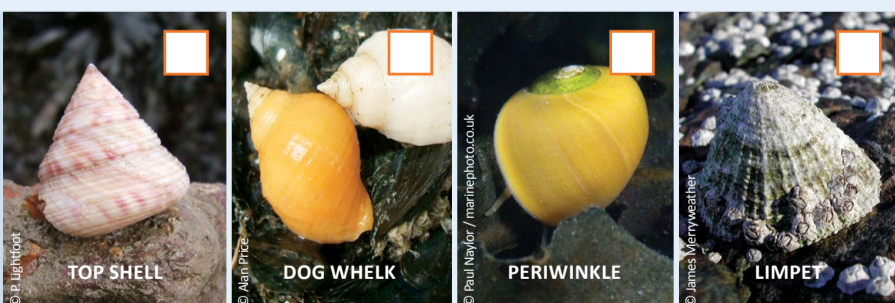 © P. Lightfoot
TOP SHELL
© Alan Price
DOG WHELK
© Paul Naylor / marinephoto.co.uk
PERIWINKLE
© James Merryweather
LIMPET